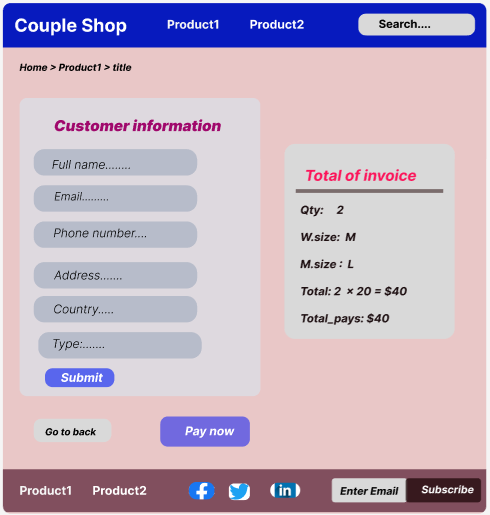 Couple Shop
Product1
Product2
Search....
Home > Product1 > title
Customer information
Full name........
Email.........
Phone number....
Address.......
Country.....
Type:.......
Submit
Total of invoice
Qty: 2
W.size: M
M.size : L
Total: 2 × 20 = $40
Total_pays: $40
Go to back
Pay now
Product1
Product2
in
Enter Email
Subscribe